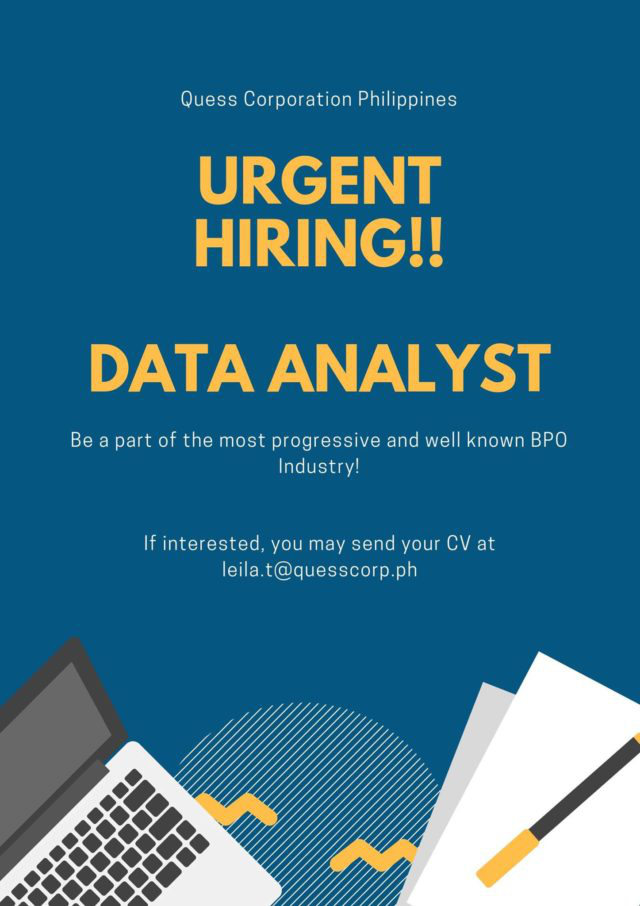 Quess Corporation Philippines
URGENT
HIRING!!
DATA ANALYST
Be a part of the most progressive and well known BPO
Industry!
If interested, you may send your CV at
leila.t@quesscorp.ph